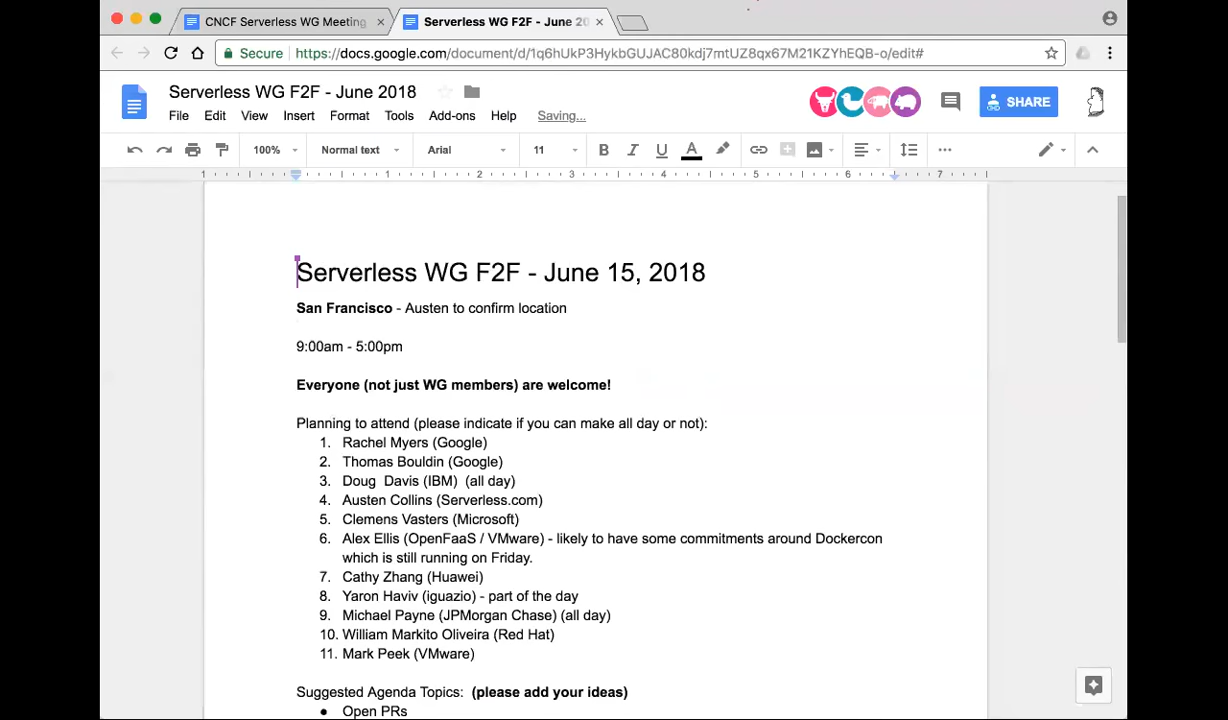 CNCF Serverless WG Meeting
Serverless WG F2F - June 20
Secure
https://docs.google.com/document/d/1q6hUkP3HykbGUJAC80kdj7mtUZ8qx67M21KZYhEQB-o/edit#
Serverless WG F2F - June 2018
File Edit View Insert Format Tools Add-ons Help Saving...
SHARE
100% Normal text Arial 11
1 1 2 3 4 5 6 7
Serverless WG F2F - June 15, 2018
San Francisco - Austen to confirm location
9:00am - 5:00pm
Everyone (not just WG members) are welcome!
Planning to attend (please indicate if you can make all day or not):
1. Rachel Myers (Google)
2. Thomas Bouldin (Google)
3. Doug  Davis (IBM)  (all day)
4. Austen Collins (Serverless.com)
5. Clemens Vasters (Microsoft)
6. Alex Ellis (OpenFaaS / VMware) - likely to have some commitments around Dockercon
which is still running on Friday.
7. Cathy Zhang (Huawei)
8. Yaron Haviv (iguazio) - part of the day
9. Michael Payne (JPMorgan Chase) (all day)
10. William Markito Oliveira (Red Hat)
11. Mark Peek (VMware)
Suggested Agenda Topics:  (please add your ideas)
● Open PRs